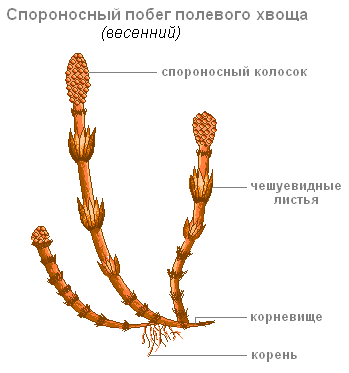 Спороносный побег полевого хвоща
(весенний)
спороносный колосок
чешуевидные
листья
корневище
корень